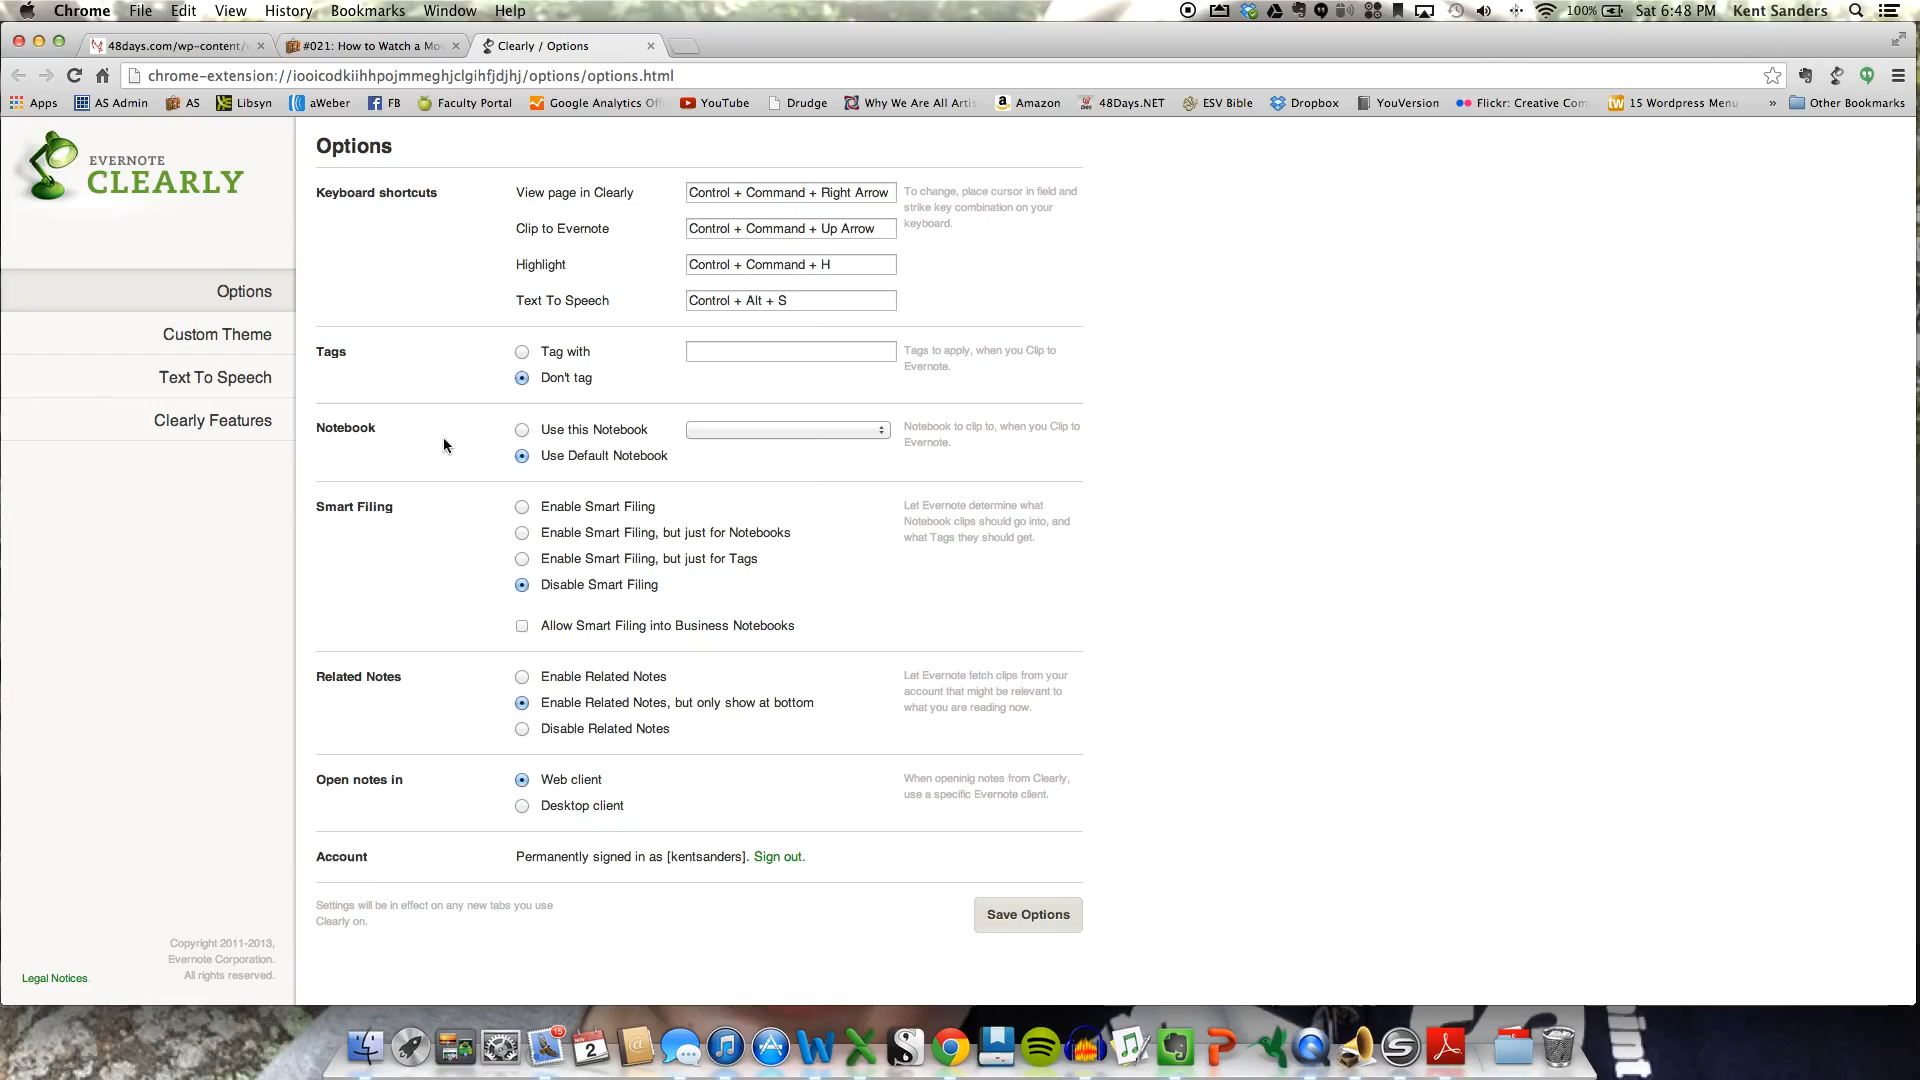 Chrome File Edit View History Bookmarks Window Help 100% Sat 6:48 PM Kent Sanders
48days.com/wp-content/ #021: How to Watch a Mov Clearly / Options
chrome-extension://iooicodkiihhpojmmeghjclgihfjdjhj/options/options.html
Apps AS Admin AS Libsyn aWeber FB Faculty Portal Google Analytics Off YouTube Drudge Why We Are All Artis Amazon 48Days.NET ESV Bible Dropbox YouVersion Flickr: Creative Com 15 Wordpress Menu » Other Bookmarks
EVERNOTE
CLEARLY
Options
Custom Theme
Text To Speech
Clearly Features
Options
Keyboard shortcuts View page in Clearly Control + Command + Right Arrow To change, place cursor in field and
strike key combination on your
Clip to Evernote Control + Command + Up Arrow keyboard.
Highlight Control + Command + H
Text To Speech Control + Alt + S
Tags Tag with Tags to apply, when you Clip to
Evernote.
Don't tag
Notebook Use this Notebook Notebook to clip to, when you Clip to
Evernote.
Use Default Notebook
Smart Filing Enable Smart Filing Let Evernote determine what
Notebook clips should go into, and
Enable Smart Filing, but just for Notebooks what Tags they should get.
Enable Smart Filing, but just for Tags
Disable Smart Filing
Allow Smart Filing into Business Notebooks
Related Notes Enable Related Notes Let Evernote fetch clips from your
account that might be relevant to
Enable Related Notes, but only show at bottom what you are reading now.
Disable Related Notes
Open notes in Web client When openinig notes from Clearly,
use a specific Evernote client.
Desktop client
Account Permanently signed in as [kentsanders]. Sign out.
Settings will be in effect on any new tabs you use
Clearly on.
Save Options
Copyright 2011-2013,
Evernote Corporation.
All rights reserved.
Legal Notices
15
NOV
2